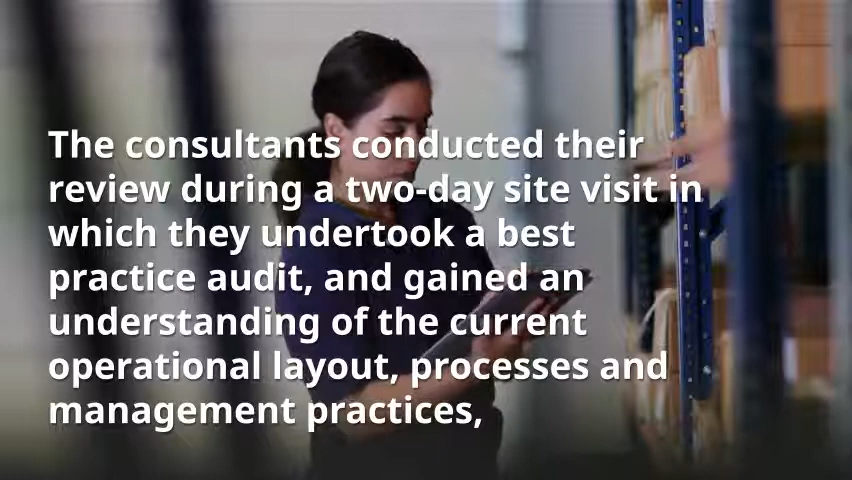 The consultants conducted their
review during a two-day site visit in
which they undertook a best
practice audit, and gained an
understanding of the current
operational layout, processes and
management practices,